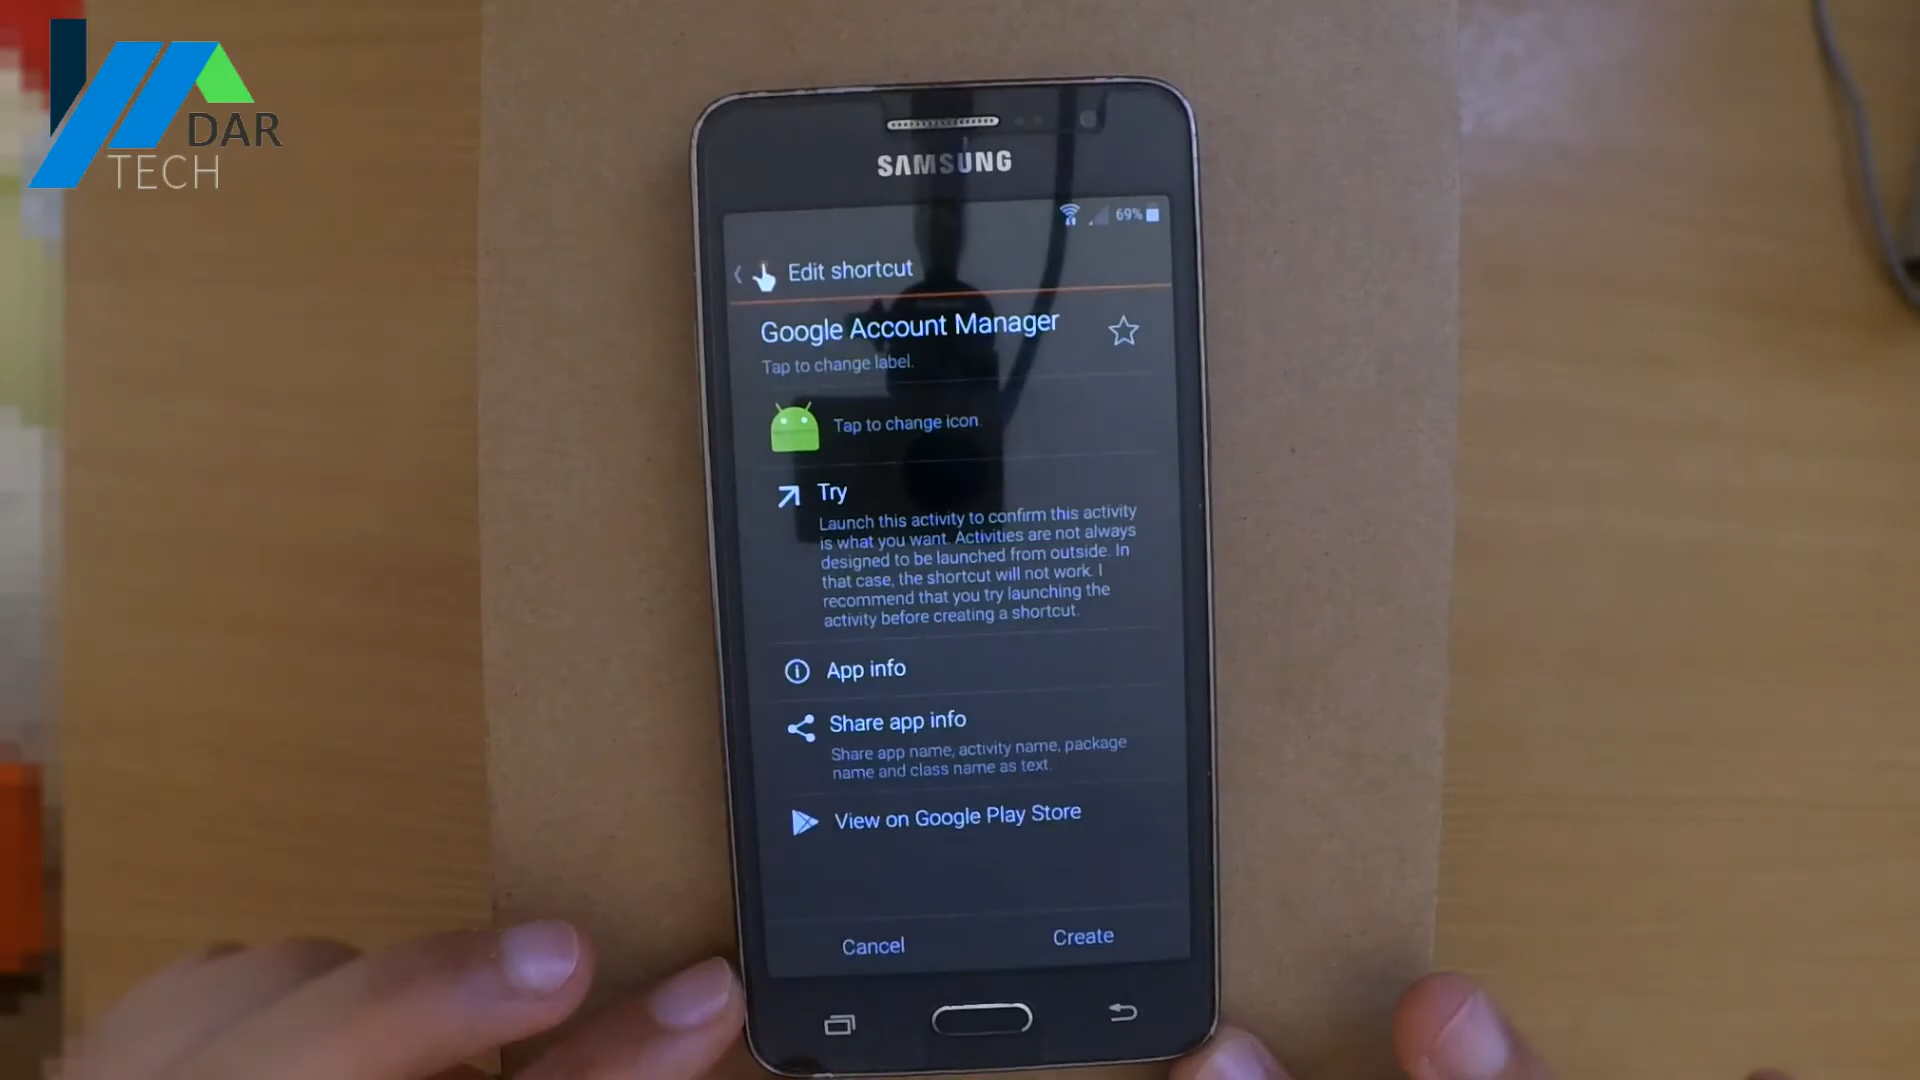 DAR
TECH
SAMSUNG
69%
Edit shortcut
Google Account Manager
Tap to change label.
Tap to change icon.
Try
Launch this activity to confirm this activity
is what you want. Activities are not always
designed to be launched from outside. In
that case, the shortcut will not work. I
recommend that you try launching the
activity before creating a shortcut.
App info
Share app info
Share app name, activity name, package
name and class name as text.
View on Google Play Store
Cancel
Create